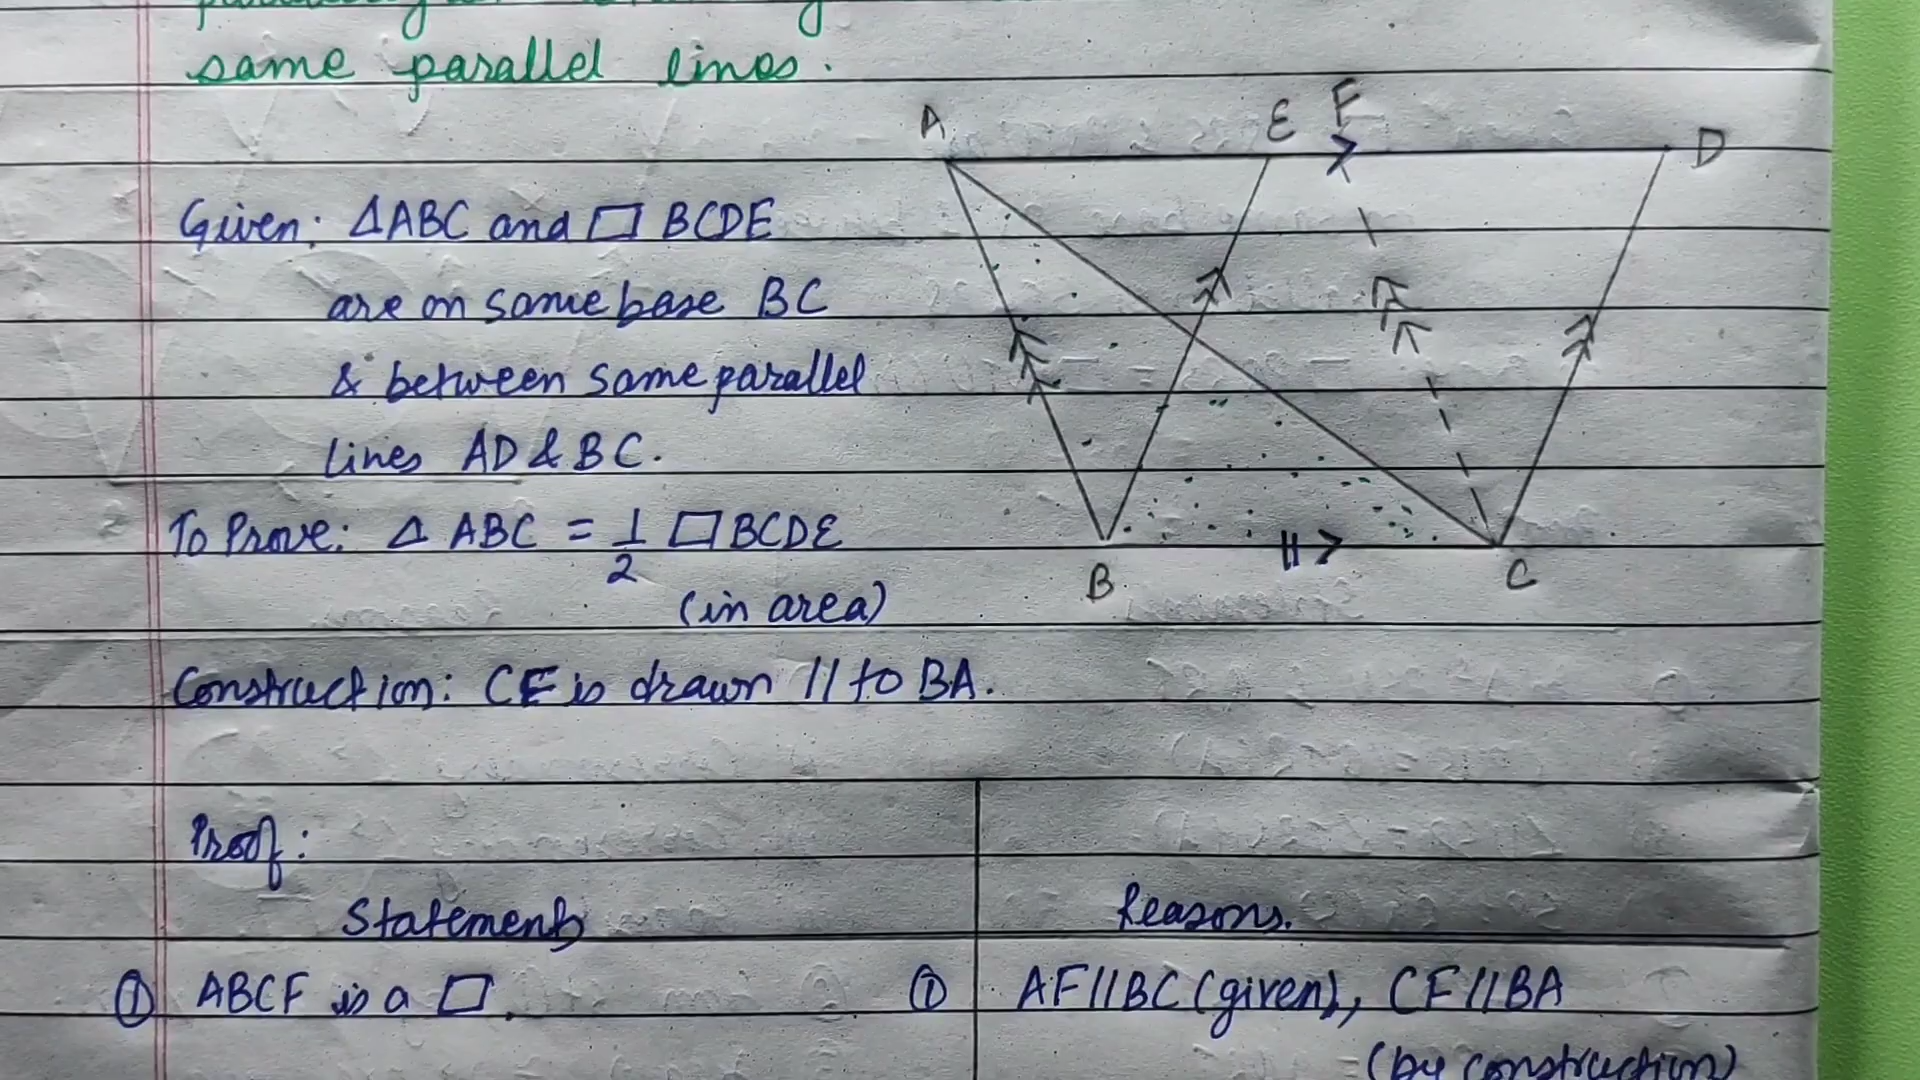 same parallel lines.
A E F D
Given: △ABC and ▱ BCDE
are on same base BC
& between same parallel
lines AD & BC.
To Prove: △ ABC = 1/2 ▱ BCDE
(in area)
B C
Construction: CF is drawn // to BA.
Proof:
Statements Reasons.
① ABCF is a ▱. ① AF//BC (given), CF//BA
(by construction)